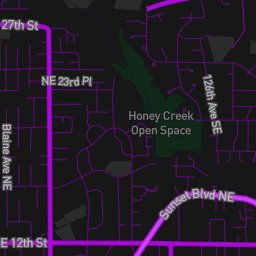 27th St
NE 23rd Pl
126th Ave SE
Honey Creek
Open Space
Blaine Ave NE
Sunset Blvd NE
E 12th St